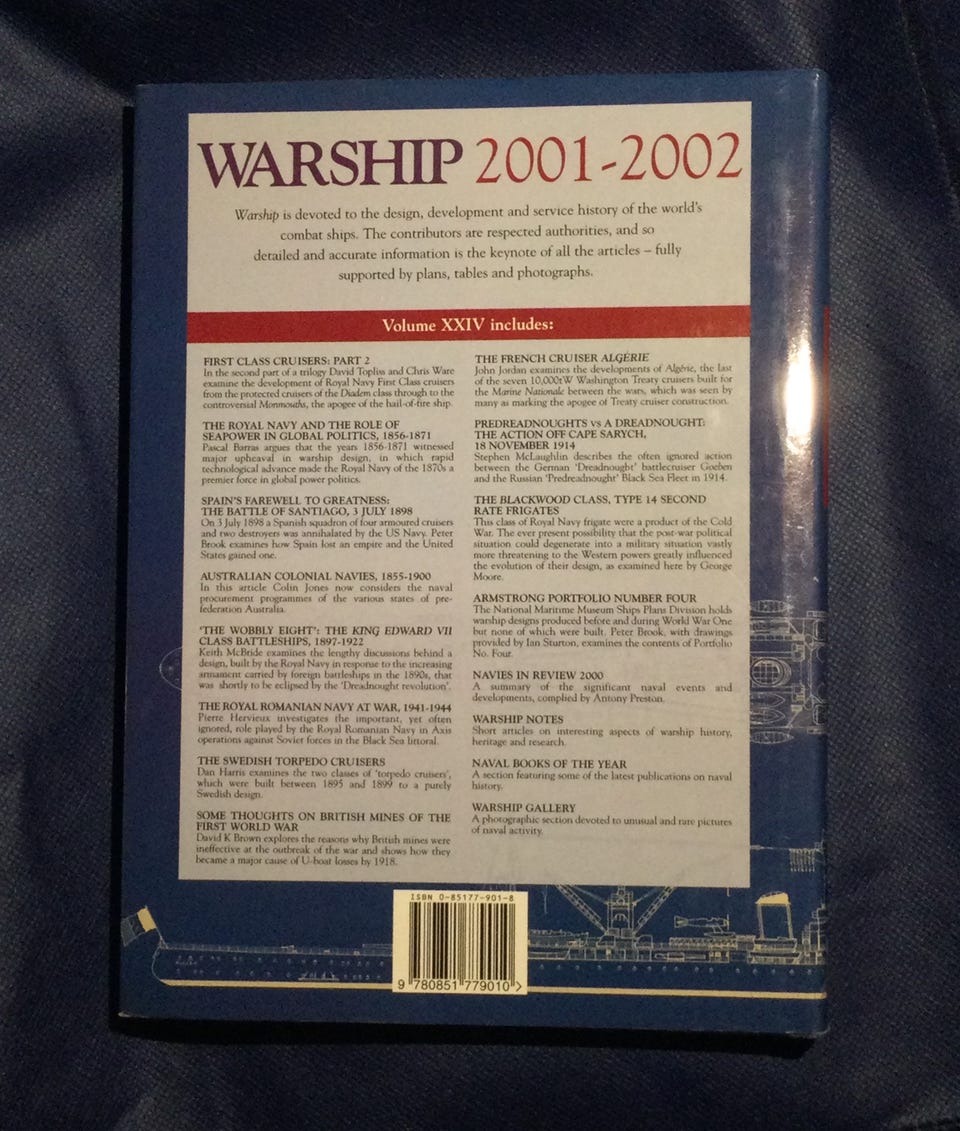 WARSHIP 2001-2002
Warship is devoted to the design, development and service history of the world's
combat ships. The contributors are respected authorities, and so
detailed and accurate information is the keynote of all the articles – fully
supported by plans, tables and photographs.
Volume XXIV includes:
FIRST CLASS CRUISERS: PART 2
In the second part of a trilogy David Topliss and Chris Ware
examine the development of Royal Navy First Class cruisers
from the protected cruisers of the Diadem class through to the
controversial Monmouths, the apogee of the hail-of-fire ship.
THE ROYAL NAVY AND THE ROLE OF
SEAPOWER IN GLOBAL POLITICS, 1856-1871
Pascal Barras argues that the years 1856-1871 witnessed
major upheaval in warship design, in which rapid
technological advance made the Royal Navy of the 1870s a
premier force in global power politics.
SPAIN'S FAREWELL TO GREATNESS:
THE BATTLE OF SANTIAGO, 3 JULY 1898
On 3 July 1898 a Spanish squadron of four armoured cruisers
and two destroyers was annihalated by the US Navy. Peter
Brook examines how Spain lost an empire and the United
States gained one.
AUSTRALIAN COLONIAL NAVIES, 1855-1900
In this article Colin Jones now considers the naval
procurement programmes of the various states of pre-
federation Australia.
'THE WOBBLY EIGHT': THE KING EDWARD VII
CLASS BATTLESHIPS, 1897-1922
Keith McBride examines the lengthy discussions behind a
design, built by the Royal Navy in response to the increasing
armament carried by foreign battleships in the 1890s, that
was shortly to be eclipsed by the 'Dreadnought revolution'.
THE ROYAL ROMANIAN NAVY AT WAR, 1941-1944
Pierre Hervieux investigates the important, yet often
ignored, role played by the Royal Romanian Navy in Axis
operations against Soviet forces in the Black Sea littoral.
THE SWEDISH TORPEDO CRUISERS
Dan Harris examines the two classes of 'torpedo cruisers',
which were built between 1895 and 1899 to a purely
Swedish design.
SOME THOUGHTS ON BRITISH MINES OF THE
FIRST WORLD WAR
David K Brown explores the reasons why British mines were
ineffective at the outbreak of the war and shows how they
became a major cause of U-boat losses by 1918.
THE FRENCH CRUISER ALGÉRIE
John Jordan examines the developments of Algérie, the last
of the seven 10,000tW Washington Treaty cruisers built for
the Marine Nationale between the wars, which was seen by
many as marking the apogee of Treaty cruiser construction.
PREDREADNOUGHTS vs A DREADNOUGHT:
THE ACTION OFF CAPE SARYCH,
18 NOVEMBER 1914
Stephen McLaughlin describes the often ignored action
between the German 'Dreadnought' battlecruiser Goeben
and the Russian 'Predreadnought' Black Sea Fleet in 1914.
THE BLACKWOOD CLASS, TYPE 14 SECOND
RATE FRIGATES
This class of Royal Navy frigate were a product of the Cold
War. The ever present possibility that the post-war political
situation could degenerate into a military situation vastly
more threatening to the Western powers greatly influenced
the evolution of their design, as examined here by George
Moore.
ARMSTRONG PORTFOLIO NUMBER FOUR
The National Maritime Museum Ships Plans Division holds
warship designs produced before and during World War One
but none of which were built. Peter Brook, with drawings
provided by Ian Sturton, examines the contents of Portfolio
No. Four.
NAVIES IN REVIEW 2000
A summary of the significant naval events and
developments, complied by Antony Preston.
WARSHIP NOTES
Short articles on interesting aspects of warship history,
heritage and research.
NAVAL BOOKS OF THE YEAR
A section featuring some of the latest publications on naval
history.
WARSHIP GALLERY
A photographic section devoted to unusual and rare pictures
of naval activity.
ISBN 0-85177-901-8
9 780851 779010 >